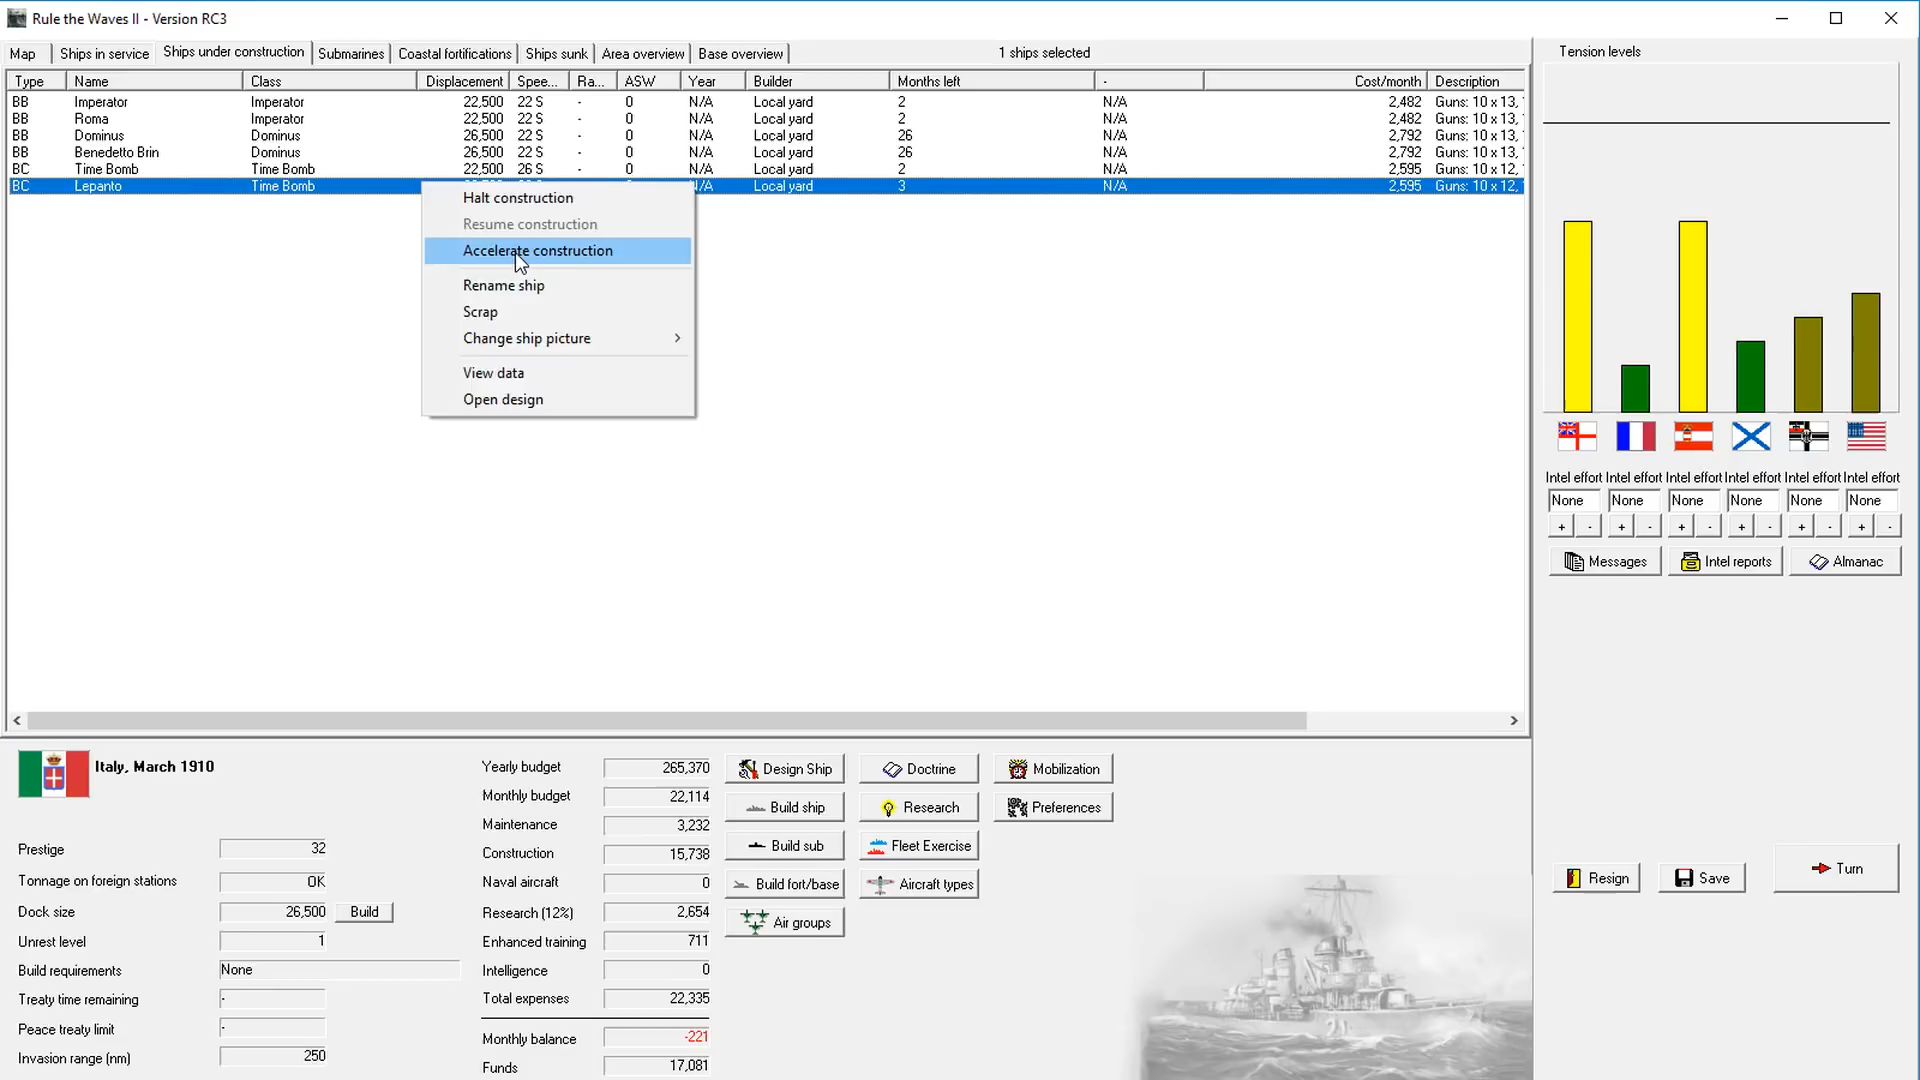 Rule the Waves II - Version RC3
Map Ships in service Ships under construction Submarines Coastal fortifications Ships sunk Area overview Base overview 1 ships selected
Type Name Class Displacement Spee... Ra... ASW Year Builder Months left - Cost/month Description
BB Imperator Imperator 22,500 22 S - 0 N/A Local yard 2 N/A 2,482 Guns: 10 x 13,
BB Roma Imperator 22,500 22 S - 0 N/A Local yard 2 N/A 2,482 Guns: 10 x 13,
BB Dominus Dominus 26,500 22 S - 0 N/A Local yard 26 N/A 2,792 Guns: 10 x 13,
BB Benedetto Brin Dominus 26,500 22 S - 0 N/A Local yard 26 N/A 2,792 Guns: 10 x 13,
BC Time Bomb Time Bomb 22,500 26 S - 0 N/A Local yard 2 N/A 2,595 Guns: 10 x 12,
BC Lepanto Time Bomb N/A Local yard 3 N/A 2,595 Guns: 10 x 12,
Halt construction
Resume construction
Accelerate construction
Rename ship
Scrap
Change ship picture
View data
Open design
Tension levels
Intel effort Intel effort Intel effort Intel effort Intel effort Intel effort
None None None None None None
+ - + - + - + - + - + -
Messages Intel reports Almanac
Italy, March 1910
Prestige 32
Tonnage on foreign stations OK
Dock size 26,500 Build
Unrest level 1
Build requirements None
Treaty time remaining -
Peace treaty limit -
Invasion range (nm) 250
Yearly budget 265,370
Monthly budget 22,114
Maintenance 3,232
Construction 15,738
Naval aircraft 0
Research (12%) 2,654
Enhanced training 711
Intelligence 0
Total expenses 22,335
Monthly balance -221
Funds 17,081
Design Ship Doctrine Mobilization
Build ship Research Preferences
Build sub Fleet Exercise
Build fort/base Aircraft types
Air groups
Resign Save Turn